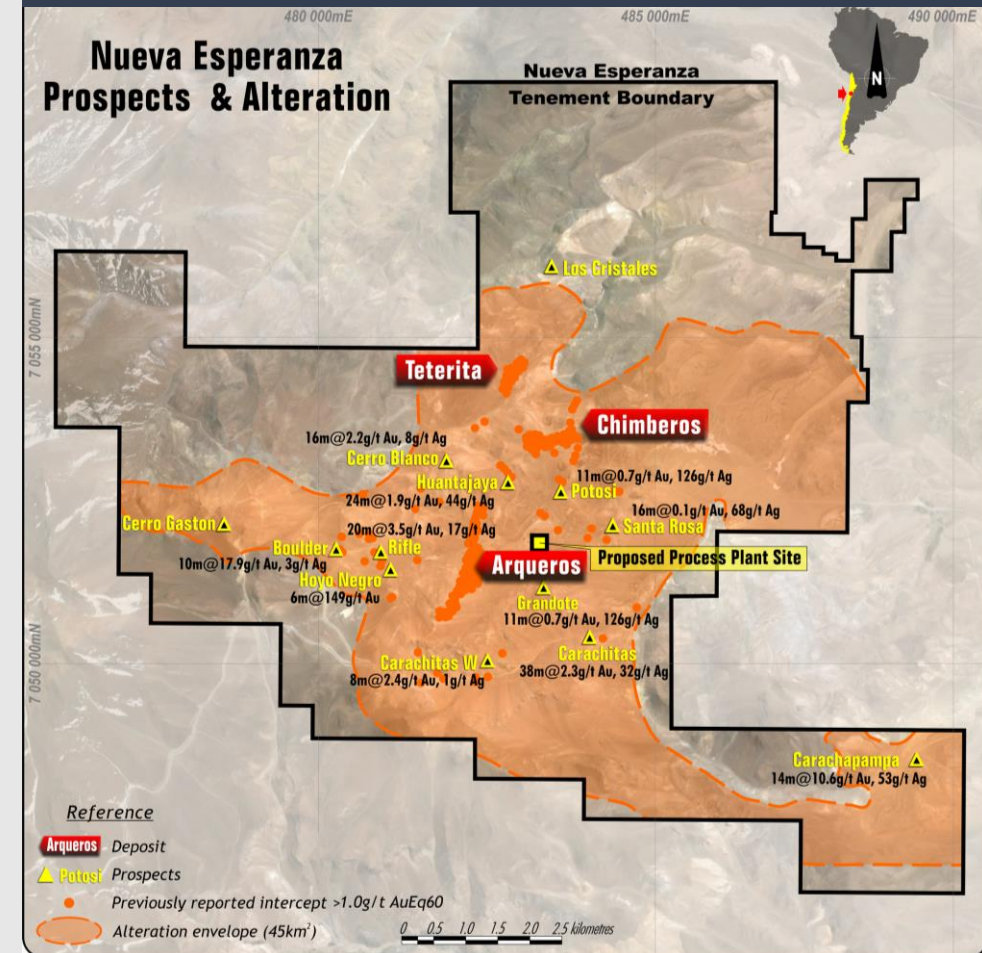 480 000mE
485 000mE
490 000mE
Nueva Esperanza
Prospects & Alteration
Nueva Esperanza
Tenement Boundary
N
7 055 000mN
7 050 000mN
Los Cristales
Teterita
Chimberos
16m@2.2g/t Au, 8g/t Ag
Cerro Blanco
Huantajaya
24m@1.9g/t Au, 44g/t Ag
11m@0.7g/t Au, 126g/t Ag
Potosi
16m@0.1g/t Au, 68g/t Ag
Santa Rosa
Cerro Gaston
20m@3.5g/t Au, 17g/t Ag
Boulder
Rifle
10m@17.9g/t Au, 3g/t Ag
Hoyo Negro
6m@149g/t Au
Proposed Process Plant Site
Arqueros
Grandote
11m@0.7g/t Au, 126g/t Ag
Carachitas
38m@2.3g/t Au, 32g/t Ag
Carachitas W
8m@2.4g/t Au, 1g/t Ag
Carachapampa
14m@10.6g/t Au, 53g/t Ag
Reference
Arqueros Deposit
Potosi Prospects
Previously reported intercept >1.0g/t AuEq60
Alteration envelope (45km²)
0 0.5 1.0 1.5 2.0 2.5 kilometres